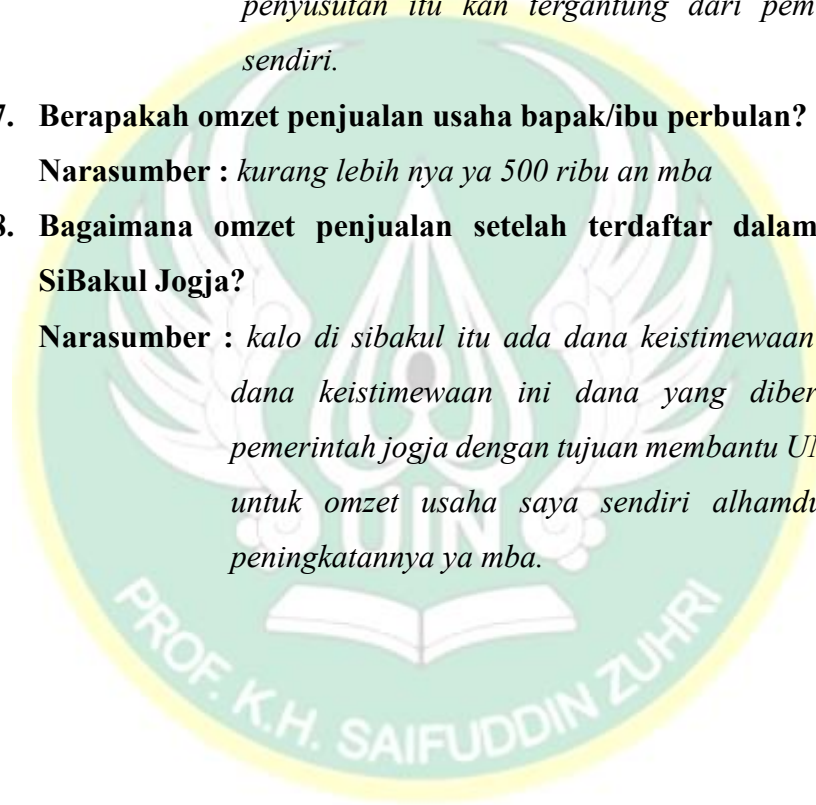 penyusutan itu kan tergantung dari pem
sendiri.
7. Berapakah omzet penjualan usaha bapak/ibu perbulan?
Narasumber : kurang lebih nya ya 500 ribu an mba
8. Bagaimana omzet penjualan setelah terdaftar dalam
SiBakul Jogja?
Narasumber : kalo di sibakul itu ada dana keistimewaan
dana keistimewaan ini dana yang diber
pemerintah jogja dengan tujuan membantu UM
untuk omzet usaha saya sendiri alhamdu
peningkatannya ya mba.
UIN
PROF. K.H. SAIFUDDIN ZUHRI